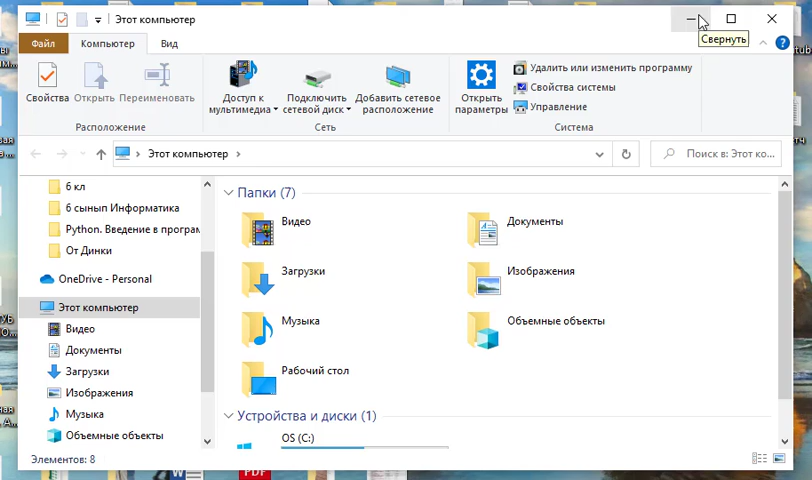 Этот компьютер
Свернуть
Файл
Компьютер
Вид
Свойства
Открыть
Переименовать
Доступ к мультимедиа
Подключить сетевой диск
Добавить сетевое расположение
Открыть параметры
Удалить или изменить программу
Свойства системы
Управление
Расположение
Сеть
Система
Этот компьютер
Поиск в: Этот ко...
6 кл
6 сынып Информатика
Python. Введение в програм
От Динки
OneDrive - Personal
Этот компьютер
Видео
Документы
Загрузки
Изображения
Музыка
Объемные объекты
Папки (7)
Видео
Документы
Загрузки
Изображения
Музыка
Объемные объекты
Рабочий стол
Устройства и диски (1)
OS (C:)
Элементов: 8
PDF